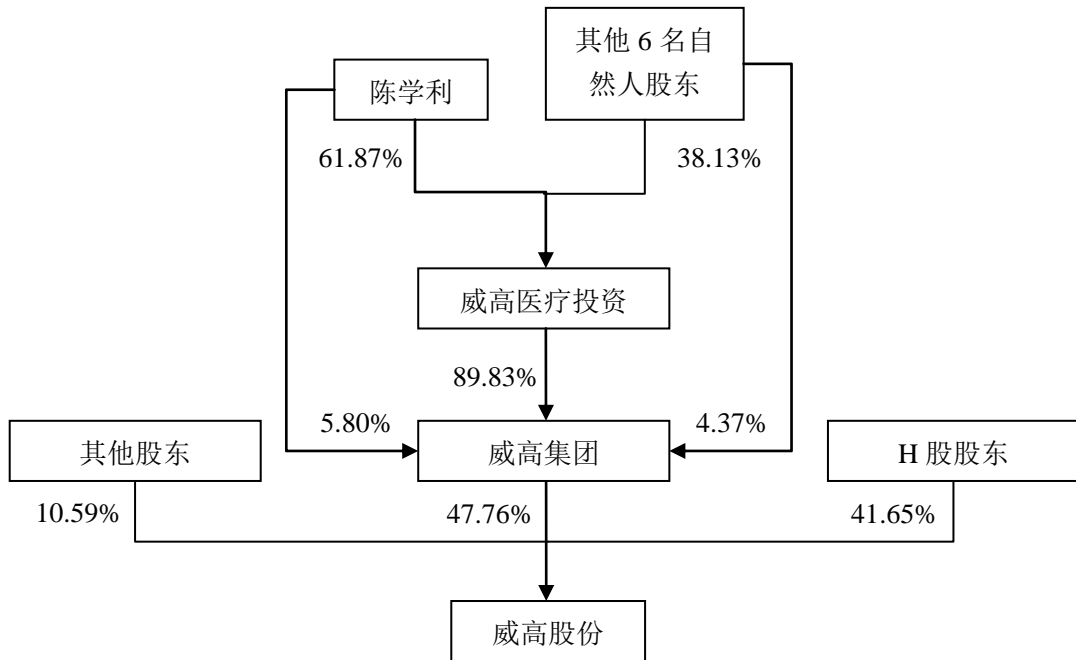 其他 6 名自
然人股东
陈学利
61.87%
38.13%
威高医疗投资
89.83%
5.80%
4.37%
其他股东
威高集团
H 股股东
10.59%
47.76%
41.65%
威高股份